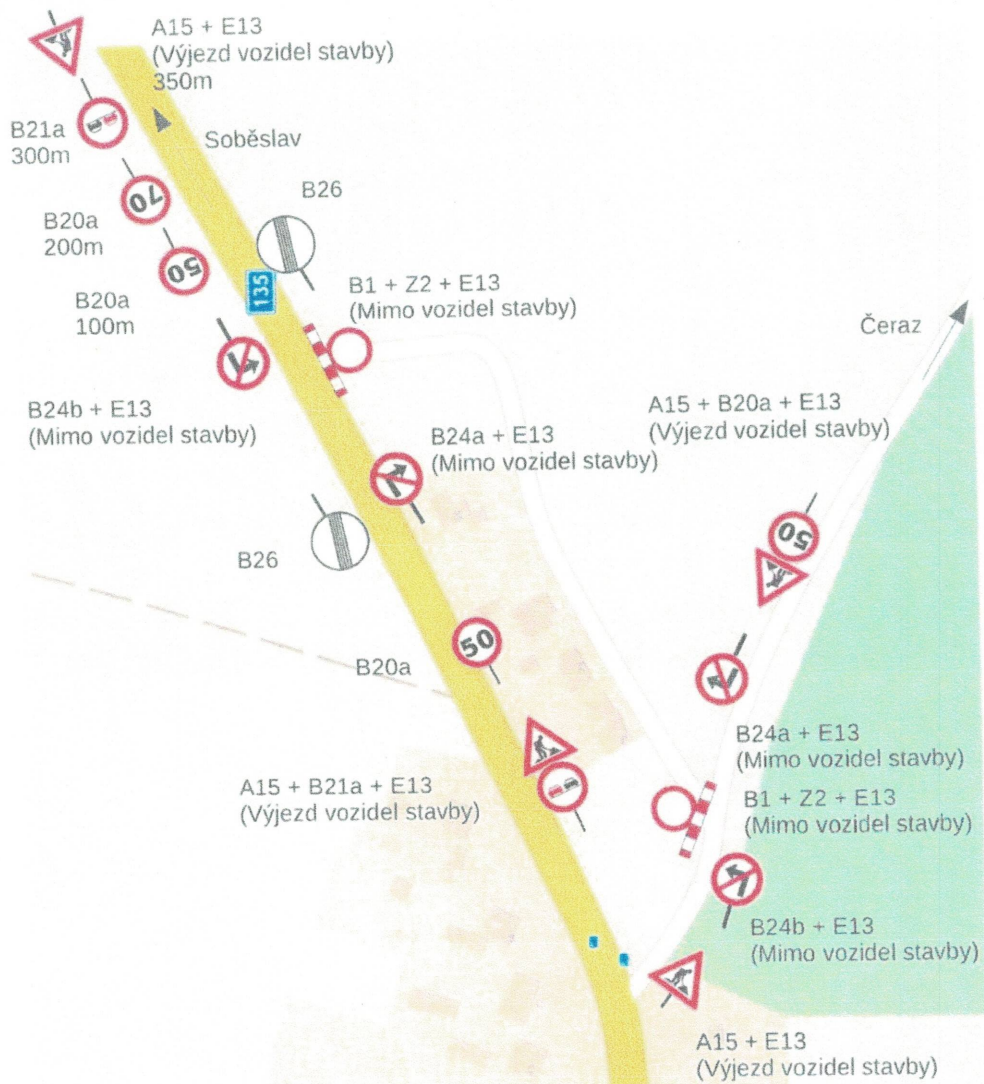 A15 + E13
(Výjezd vozidel stavby)
350m
B21a
300m
Soběslav
70
B20a
200m
B26
50
B20a
100m
135
B1 + Z2 + E13
(Mimo vozidel stavby)
Čeraz
B24b + E13
(Mimo vozidel stavby)
A15 + B20a + E13
(Výjezd vozidel stavby)
B24a + E13
(Mimo vozidel stavby)
50
B26
50
B20a
B24a + E13
(Mimo vozidel stavby)
A15 + B21a + E13
(Výjezd vozidel stavby)
B1 + Z2 + E13
(Mimo vozidel stavby)
B24b + E13
(Mimo vozidel stavby)
A15 + E13
(Výjezd vozidel stavby)